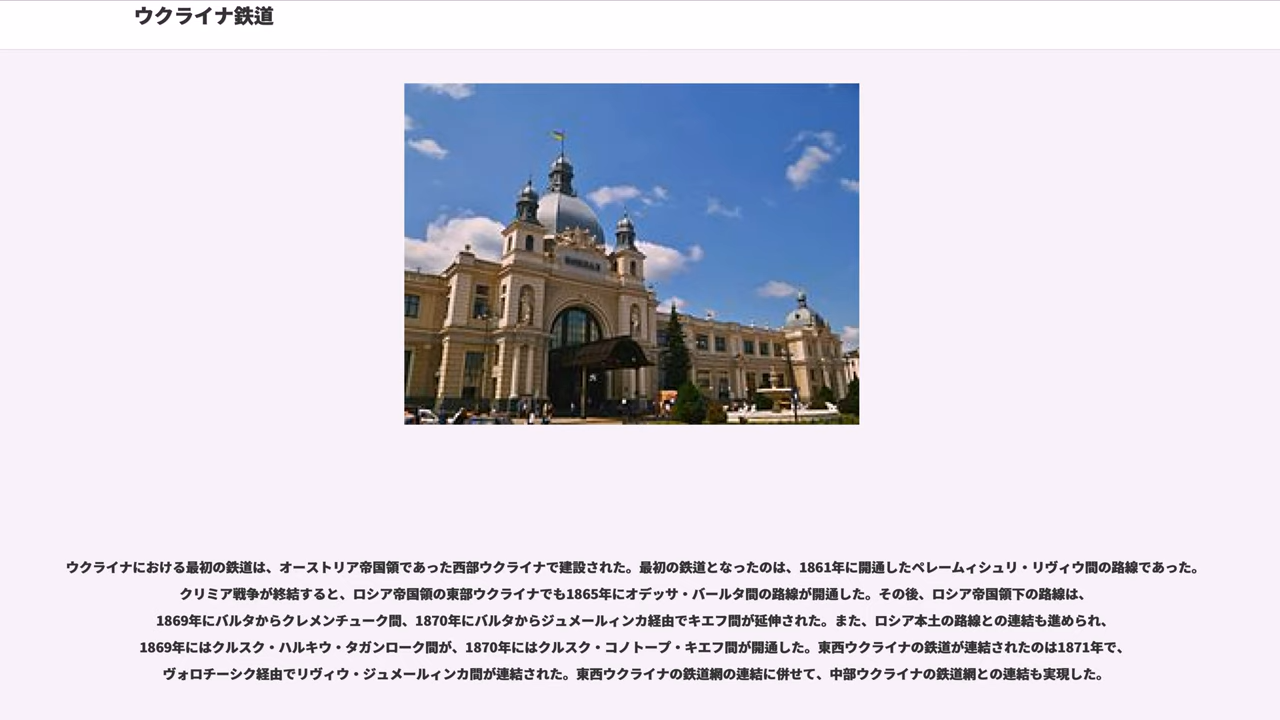 ウクライナ鉄道
ウクライナにおける最初の鉄道は、オーストリア帝国領であった西部ウクライナで建設された。最初の鉄道となったのは、1861年に開通したペレームィシュリ・リヴィウ間の路線であった。
クリミア戦争が終結すると、ロシア帝国領の東部ウクライナでも1865年にオデッサ・バールタ間の路線が開通した。その後、ロシア帝国領下の路線は、
1869年にバルタからクレメンチューク間、1870年にバルタからジュメールィンカ経由でキエフ間が延伸された。また、ロシア本土の路線との連結も進められ、
1869年にはクルスク・ハルキウ・タガンローク間が、1870年にはクルスク・コノトープ・キエフ間が開通した。東西ウクライナの鉄道が連結されたのは1871年で、
ヴォロチーシク経由でリヴィウ・ジュメールィンカ間が連結された。東西ウクライナの鉄道網の連結に併せて、中部ウクライナの鉄道網との連結も実現した。